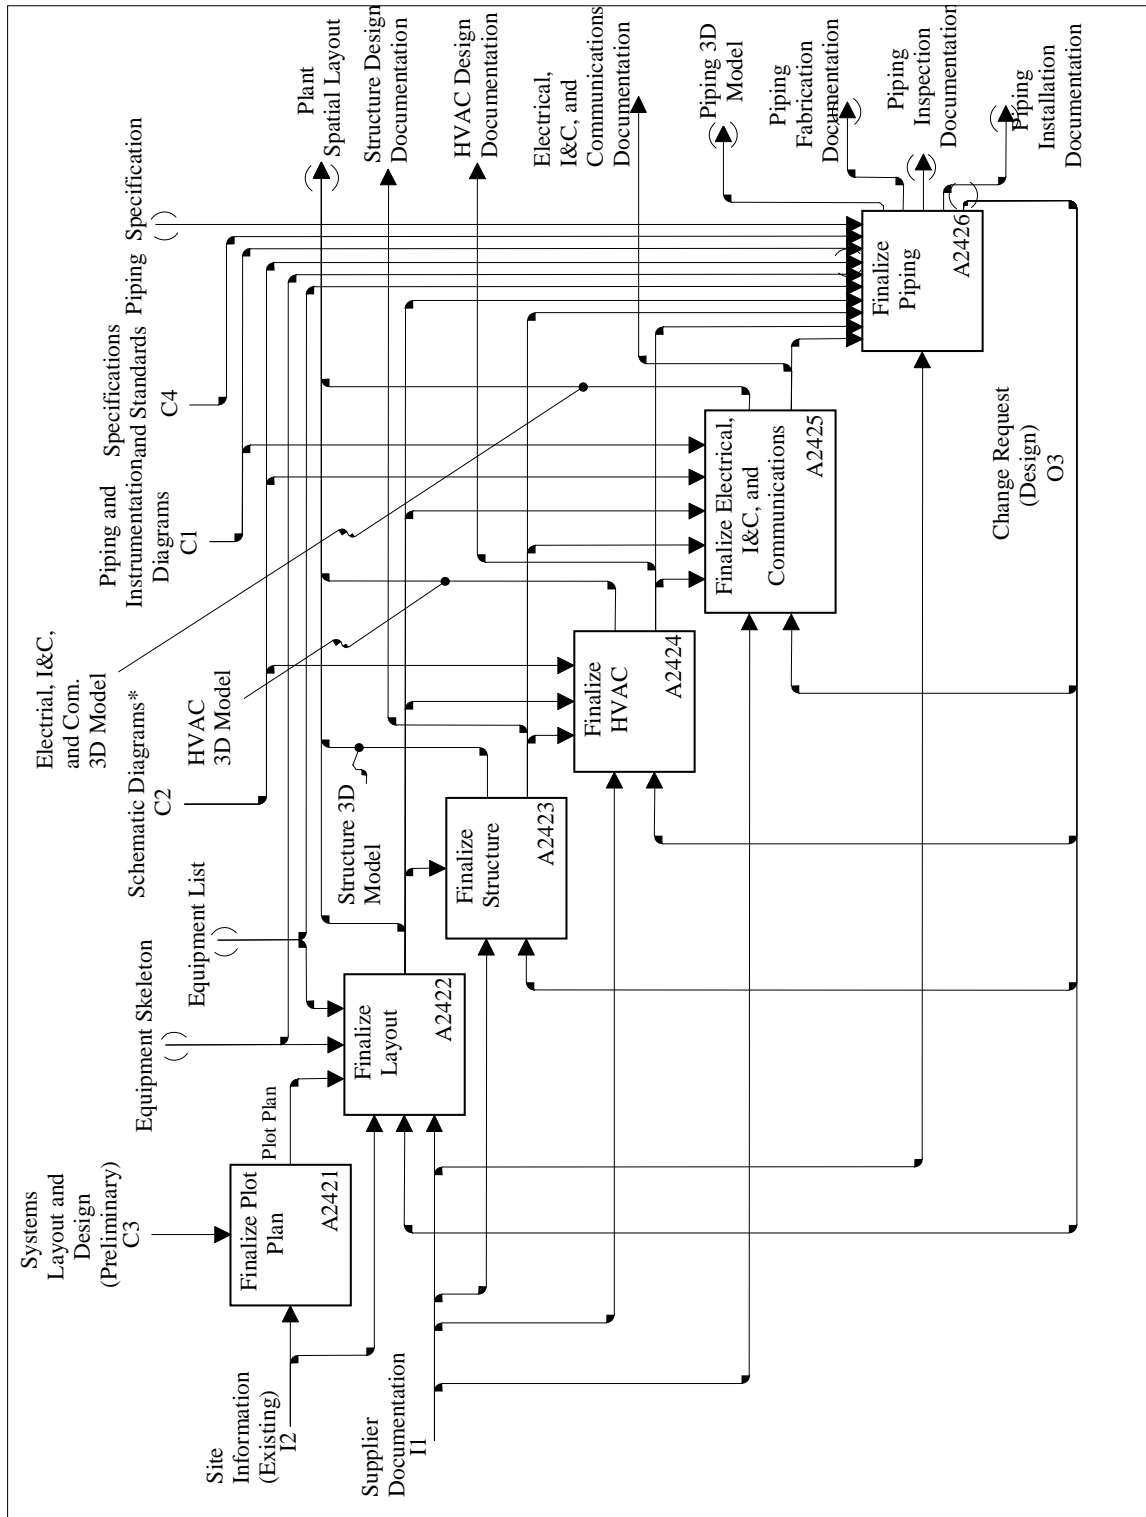 Systems
Layout and
Design
(Preliminary)
C3
Equipment Skeleton
Equipment List
Schematic Diagrams*
C2
Electrial, I&C,
and Com.
3D Model
HVAC
3D Model
Piping and
Instrumentation
Diagrams
C1
Specifications
and Standards
C4
Piping Specification
Site
Information
(Existing)
I2
Supplier
Documentation
I1
Finalize Plot
Plan
A2421
Plot Plan
Finalize
Layout
A2422
Structure 3D
Model
Finalize
Structure
A2423
Finalize
HVAC
A2424
Finalize Electrical,
I&C, and
Communications
A2425
Finalize
Piping
A2426
Plant
Spatial Layout
Structure Design
Documentation
HVAC Design
Documentation
Electrical,
I&C, and
Communications
Documentation
Piping 3D
Model
Piping
Fabrication
Documentation
Piping
Inspection
Documentation
Piping
Installation
Documentation
Change Request
(Design)
O3